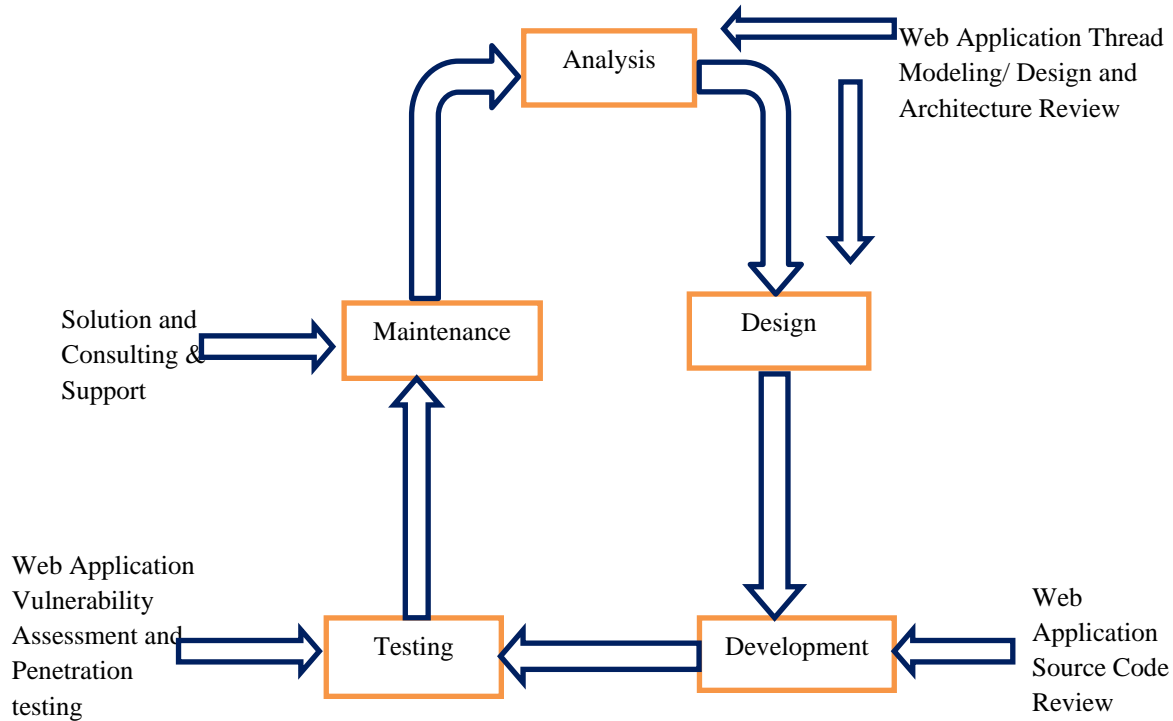 Analysis
Web Application Thread
Modeling/ Design and
Architecture Review
Solution and
Consulting &
Support
Maintenance
Design
Web Application
Vulnerability
Assessment and
Penetration
testing
Testing
Development
Web
Application
Source Code
Review